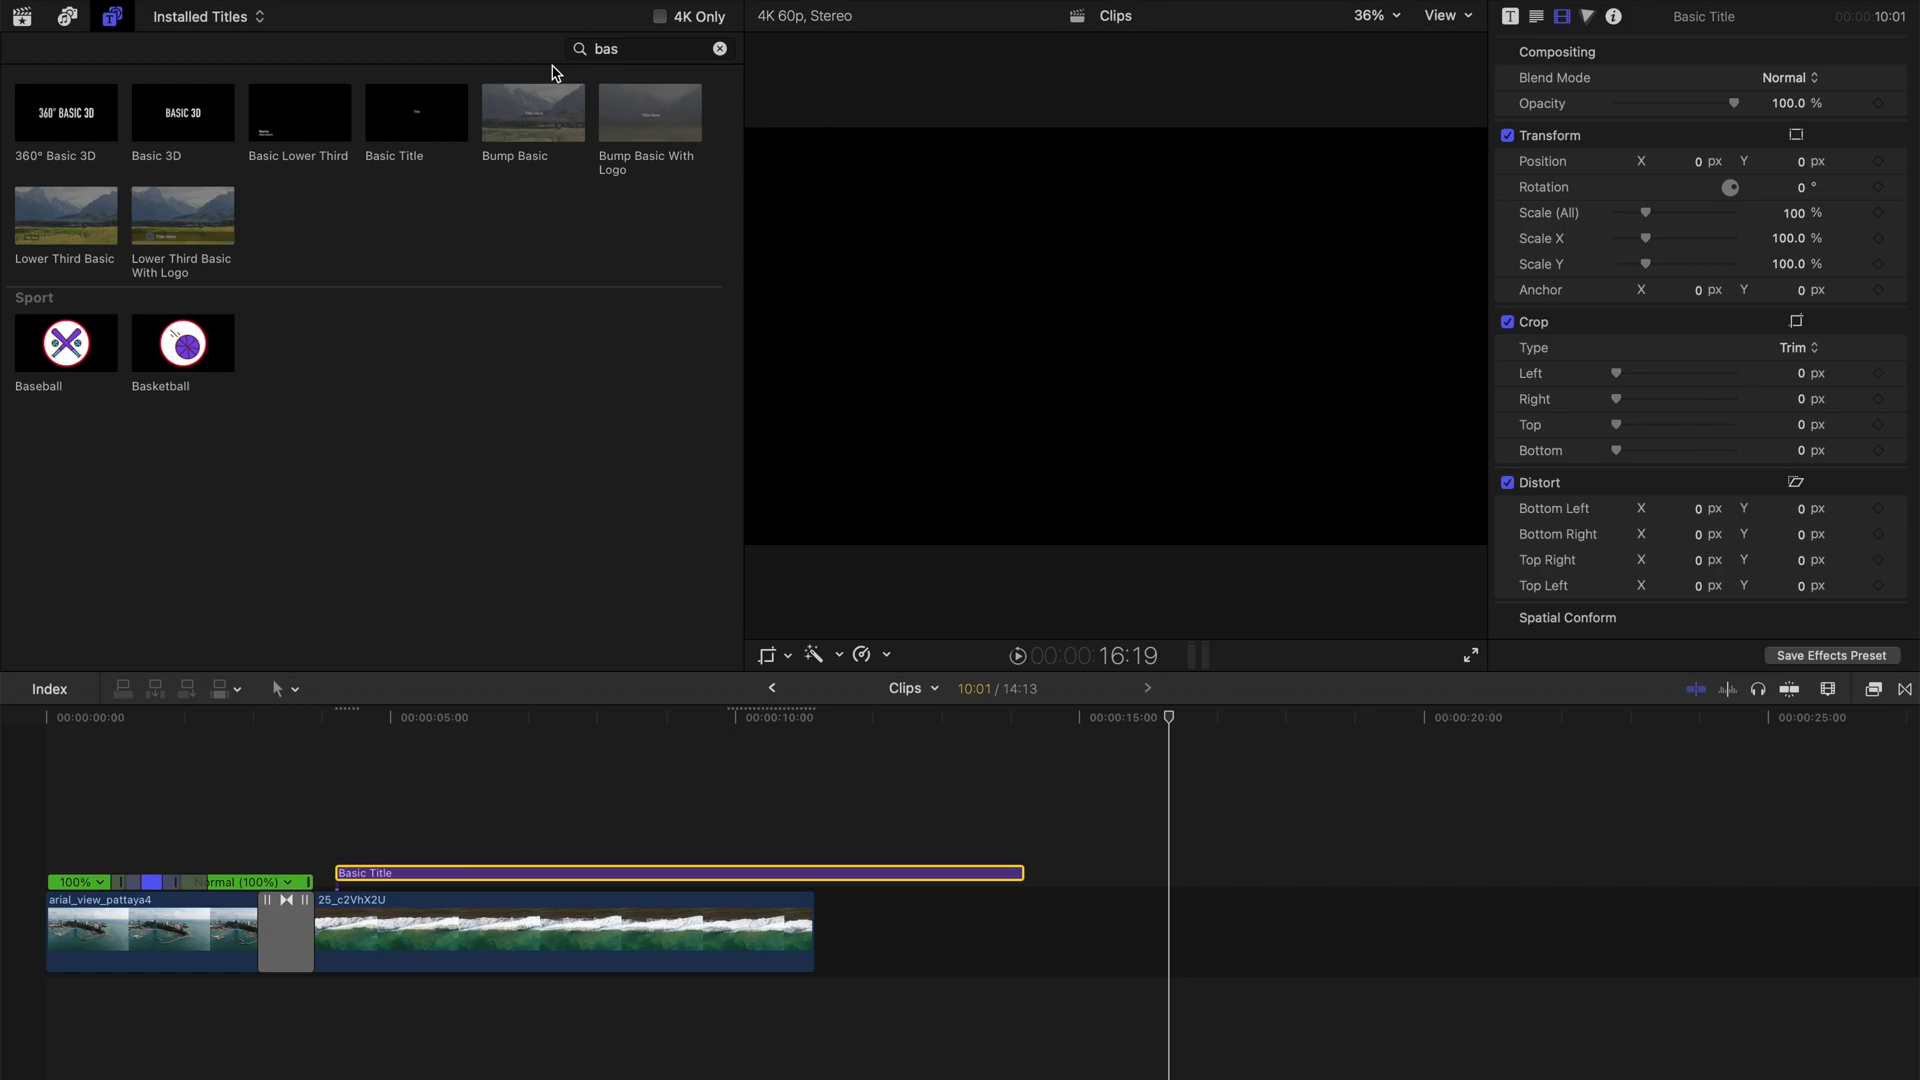 Installed Titles
4K Only
4K 60p, Stereo
Clips
36%
View
Basic Title
00:00:10:01
bas
360° BASIC 3D
BASIC 3D
Title
Title Here
Title Here
360° Basic 3D
Basic 3D
Basic Lower Third
Basic Title
Bump Basic
Bump Basic With
Logo
Title Here
Lower Third Basic
Lower Third Basic
With Logo
Sport
Baseball
Basketball
Compositing
Blend Mode Normal
Opacity 100.0 %
Transform
Position X 0 px Y 0 px
Rotation 0 °
Scale (All) 100 %
Scale X 100.0 %
Scale Y 100.0 %
Anchor X 0 px Y 0 px
Crop
Type Trim
Left 0 px
Right 0 px
Top 0 px
Bottom 0 px
Distort
Bottom Left X 0 px Y 0 px
Bottom Right X 0 px Y 0 px
Top Right X 0 px Y 0 px
Top Left X 0 px Y 0 px
Spatial Conform
Save Effects Preset
00:00:16:19
Index
Clips
10:01 / 14:13
00:00:00:00
00:00:05:00
00:00:10:00
00:00:15:00
00:00:20:00
00:00:25:00
Basic Title
100%
(100%)
arial_view_pattaya4
25_c2VhX2U